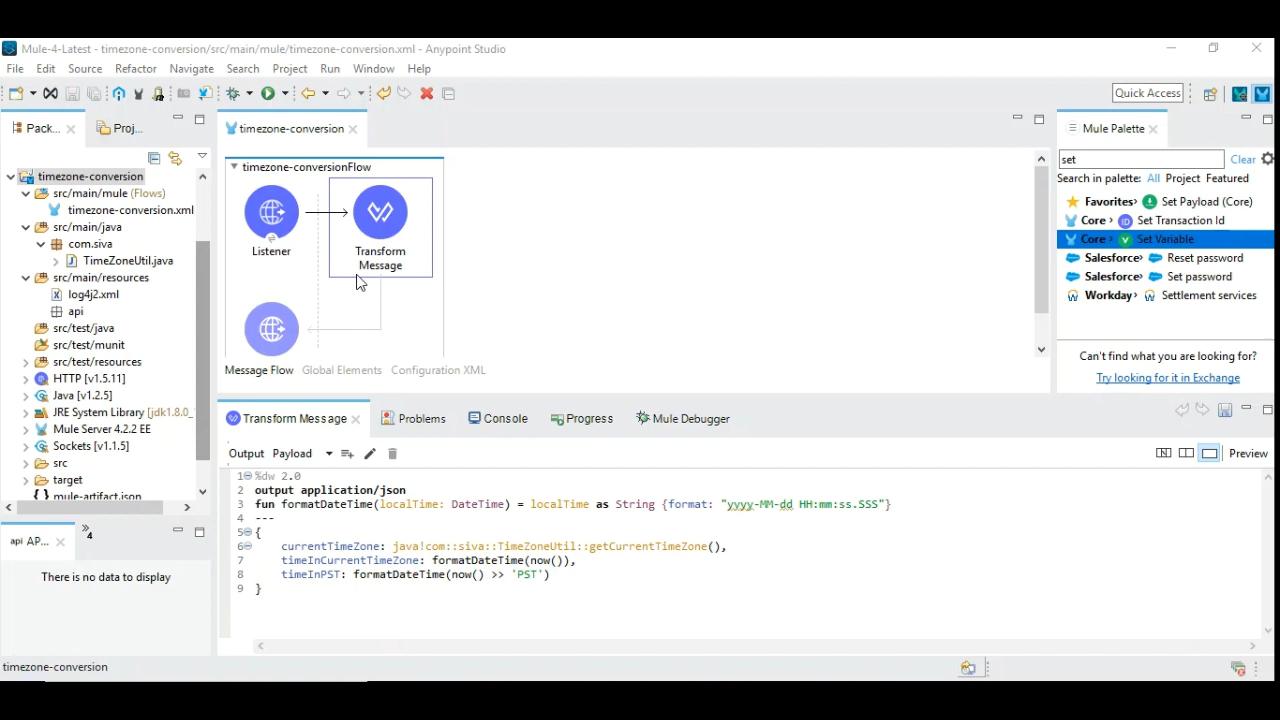 Mule-4-Latest - timezone-conversion/src/main/mule/timezone-conversion.xml - Anypoint Studio
File Edit Source Refactor Navigate Search Project Run Window Help
Quick Access
Pack...
Proj...
timezone-conversion
src/main/mule (Flows)
timezone-conversion.xml
src/main/java
com.siva
TimeZoneUtil.java
src/main/resources
log4j2.xml
api
src/test/java
src/test/munit
src/test/resources
HTTP [v1.5.11]
Java [v1.2.5]
JRE System Library [jdk1.8.0_
Mule Server 4.2.2 EE
Sockets [v1.1.5]
src
target
mule-artifact.json
api AP...
4
There is no data to display
timezone-conversion
timezone-conversionFlow
Listener
Transform
Message
Message Flow Global Elements Configuration XML
Mule Palette
set
Clear
Search in palette: All Project Featured
Favorites› Set Payload (Core)
Core › Set Transaction Id
Core › Set Variable
Salesforce› Reset password
Salesforce› Set password
Workday› Settlement services
Can't find what you are looking for?
Try looking for it in Exchange
Transform Message Problems Console Progress Mule Debugger
Output Payload
Preview
1 %dw 2.0
2 output application/json
3 fun formatDateTime(localTime: DateTime) = localTime as String {format: "yyyy-MM-dd HH:mm:ss.SSS"}
4 ---
5 {
6 currentTimeZone: java!com::siva::TimeZoneUtil::getCurrentTimeZone(),
7 timeInCurrentTimeZone: formatDateTime(now()),
8 timeInPST: formatDateTime(now() >> 'PST')
9 }
timezone-conversion